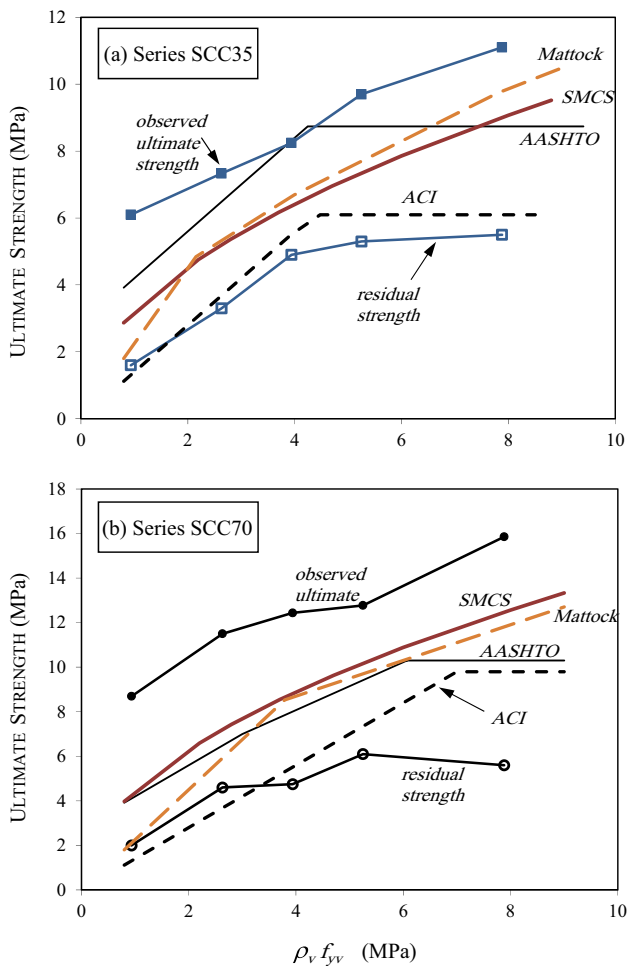 12
10
8
6
4
2
0
0
2
4
6
8
10
ULTIMATE STRENGTH (MPa)
(a) Series SCC35
observed
ultimate
strength
Mattock
SMCS
AASHTO
ACI
residual
strength
18
16
14
12
10
8
6
4
2
0
0
2
4
6
8
10
ULTIMATE STRENGTH (MPa)
(b) Series SCC70
observed
ultimate
SMCS
Mattock
AASHTO
ACI
residual
strength
ρv fyv (MPa)